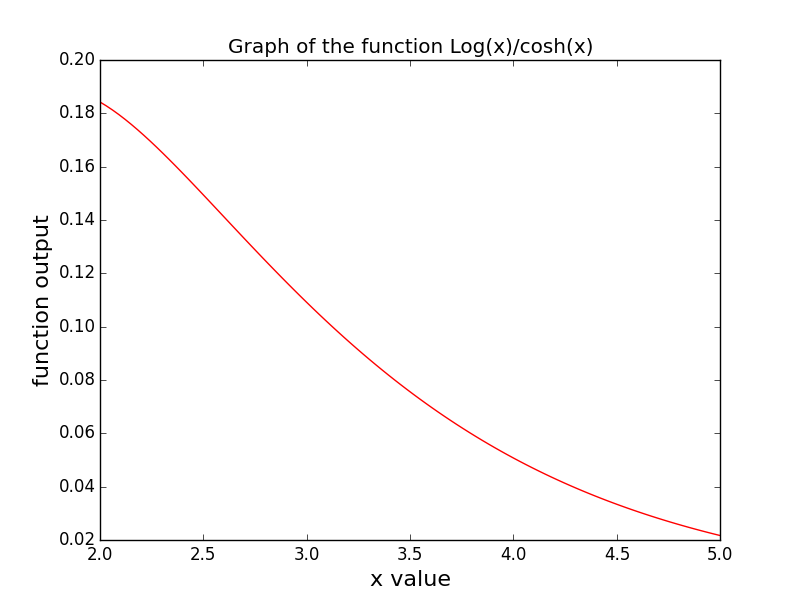 Graph of the function Log(x)/cosh(x)
0.20
0.18
0.16
0.14
0.12
0.10
0.08
0.06
0.04
0.02
function output
2.0 2.5 3.0 3.5 4.0 4.5 5.0
x value